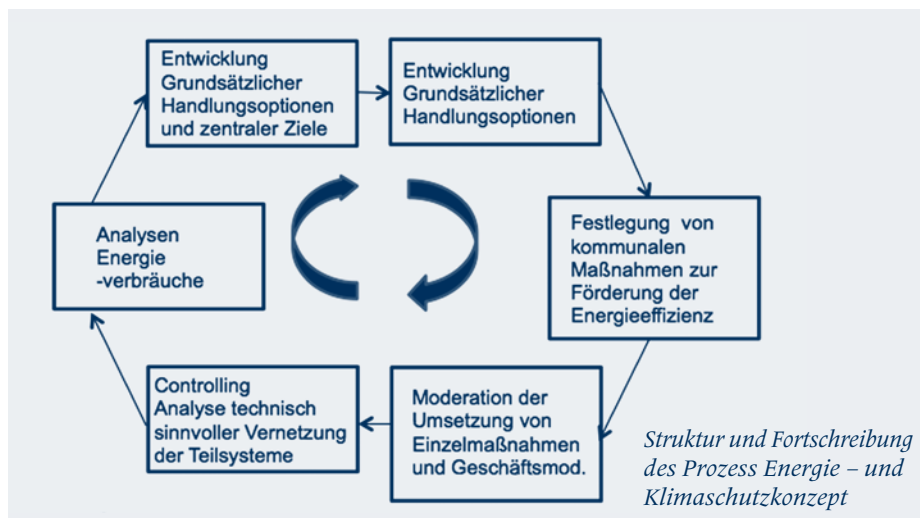 Entwicklung
Grundsätzlicher
Handlungsoptionen
und zentraler Ziele
Entwicklung
Grundsätzlicher
Handlungsoptionen
Festlegung von
kommunalen
Maßnahmen zur
Förderung der
Energieeffizienz
Moderation der
Umsetzung von
Einzelmaßnahmen
und Geschäftsmod.
Controlling
Analyse technisch
sinnvoller Vernetzung
der Teilsysteme
Analysen
Energie
-verbräuche
Struktur und Fortschreibung
des Prozess Energie – und
Klimaschutzkonzept